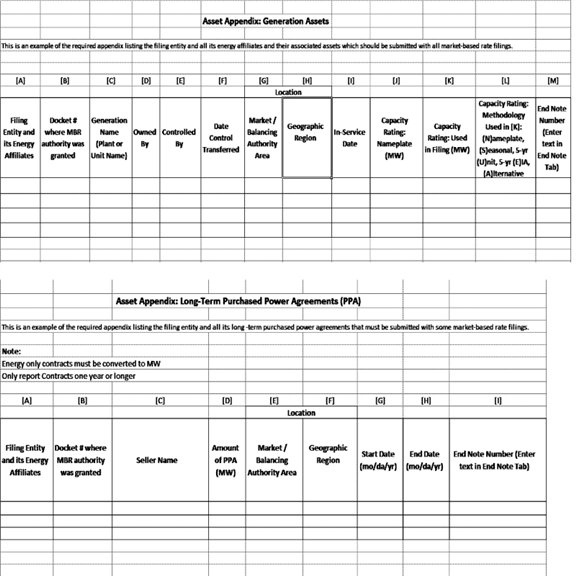 Asset Appendix: Generation Assets
This is an example of the required appendix listing the filing entity and all its energy affiliates and their associated assets which should be submitted with all market-based rate filings.
[A] [B] [C] [D] [E] [F] [G] [H] [I] [J] [K] [L] [M]
Location
Filing Entity and its Energy Affiliates
Docket # where MBR authority was granted
Generation Name (Plant or Unit Name)
Owned By
Controlled By
Date Control Transferred
Market / Balancing Authority Area
Geographic Region
In-Service Date
Capacity Rating: Nameplate (MW)
Capacity Rating: Used in Filing (MW)
Capacity Rating: Methodology Used in [K]: (N)ameplate, (S)easonal, 5-yr (U)nit, 5-yr (E)IA, (A)lternative
End Note Number (Enter text in End Note Tab)
Asset Appendix: Long-Term Purchased Power Agreements (PPA)
This is an example of the required appendix listing the filing entity and all its long -term purchased power agreements that must be submitted with some market-based rate filings.
Note:
Energy only contracts must be converted to MW
Only report Contracts one year or longer
[A] [B] [C] [D] [E] [F] [G] [H] [I]
Location
Filing Entity and its Energy Affiliates
Docket # where MBR authority was granted
Seller Name
Amount of PPA (MW)
Market / Balancing Authority Area
Geographic Region
Start Date (mo/da/yr)
End Date (mo/da/yr)
End Note Number (Enter text in End Note Tab)